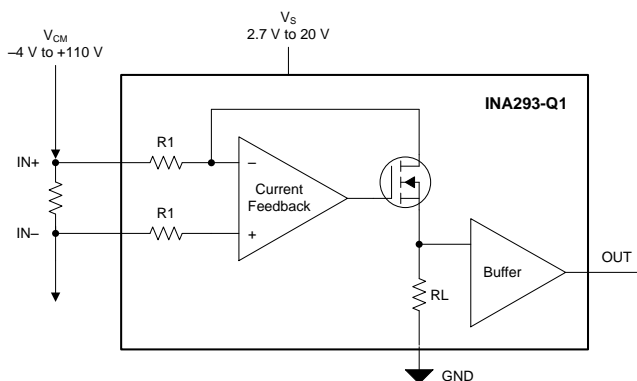 V_CM
–4 V to +110 V
V_S
2.7 V to 20 V
INA293-Q1
R1
IN+
–
Current
Feedback
R1
IN–
+
Buffer
OUT
RL
GND